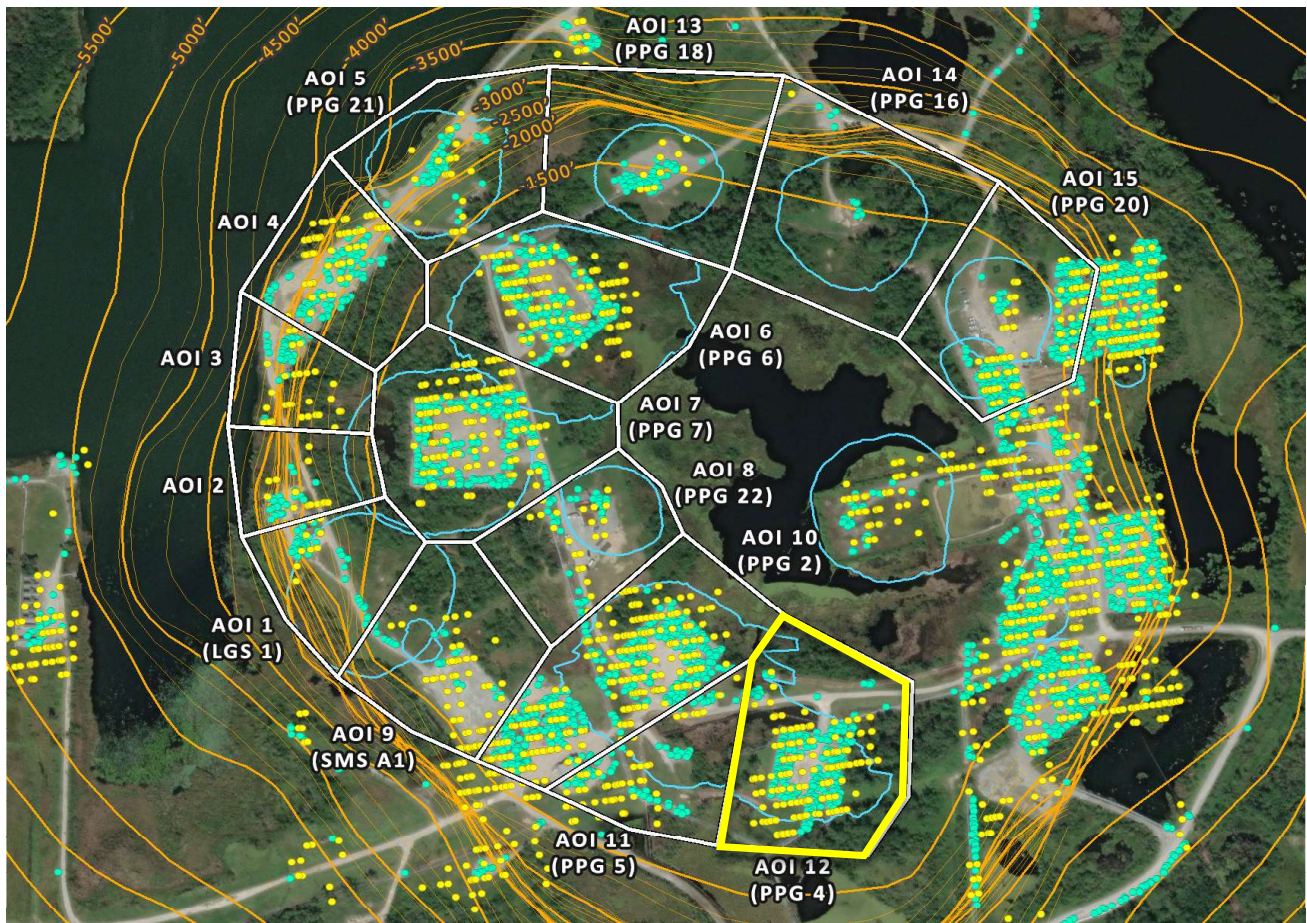 -5500'
-5000'
-4500'
-4000'
-3500'
-3000'
-2500'
-2000'
-1500'
AOI 13
(PPG 18)
AOI 5
(PPG 21)
AOI 14
(PPG 16)
AOI 15
(PPG 20)
AOI 4
AOI 3
AOI 6
(PPG 6)
AOI 7
(PPG 7)
AOI 2
AOI 8
(PPG 22)
AOI 10
(PPG 2)
AOI 1
(LGS 1)
AOI 9
(SMS A1)
AOI 11
(PPG 5)
AOI 12
(PPG 4)